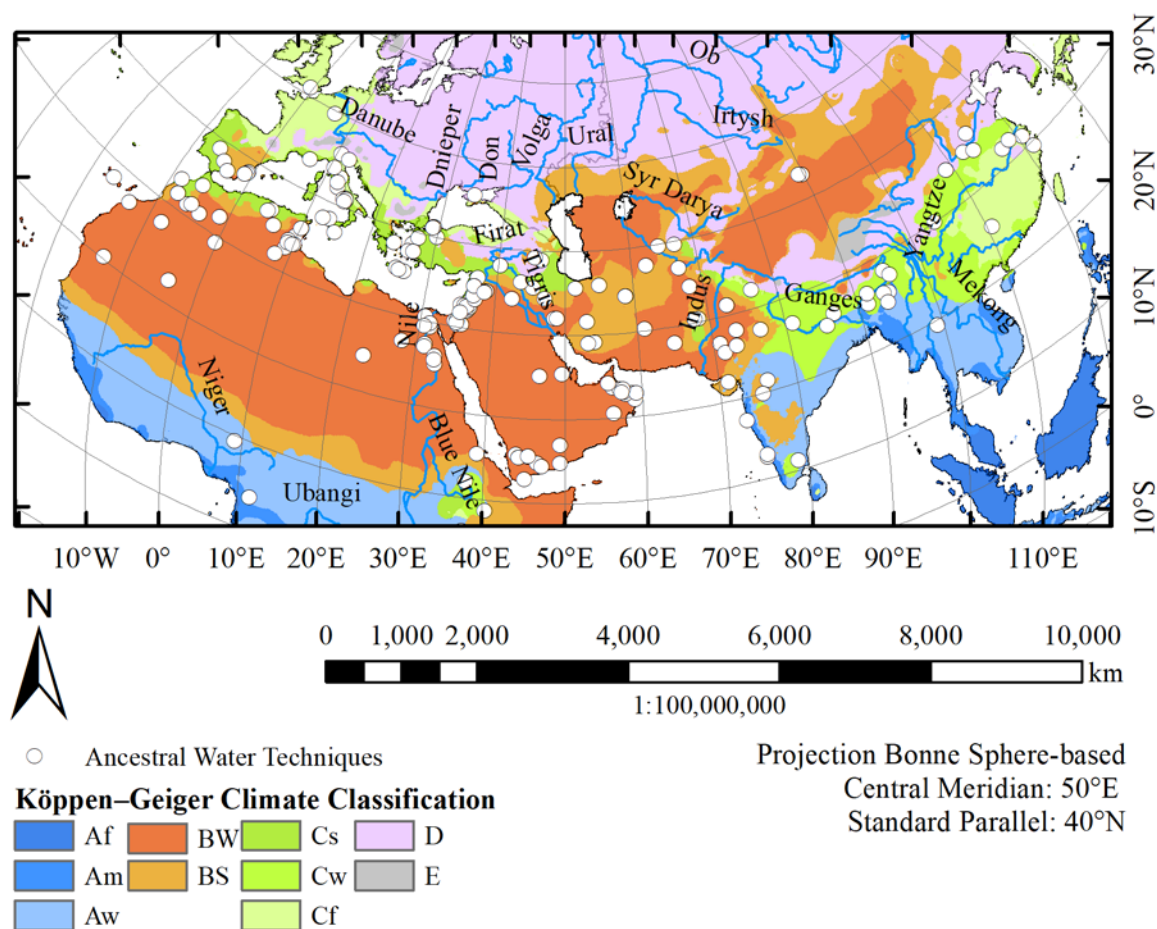 Ob
30°N
Danube
Dnieper
Don
Volga
Ural
Irtysh
20°N
Syr Darya
Yangtze
Firat
Tigris
Indus
Ganges
Mekong
10°N
Nile
Niger
Blue Nile
Ubangi
0°
10°S
10°W 0° 10°E 20°E 30°E 40°E 50°E 60°E 70°E 80°E 90°E 110°E
N
0 1,000 2,000 4,000 6,000 8,000 10,000
km
1:100,000,000
Ancestral Water Techniques
Projection Bonne Sphere-based
Central Meridian: 50°E
Standard Parallel: 40°N
Köppen–Geiger Climate Classification
Af BW Cs D
Am BS Cw E
Aw Cf